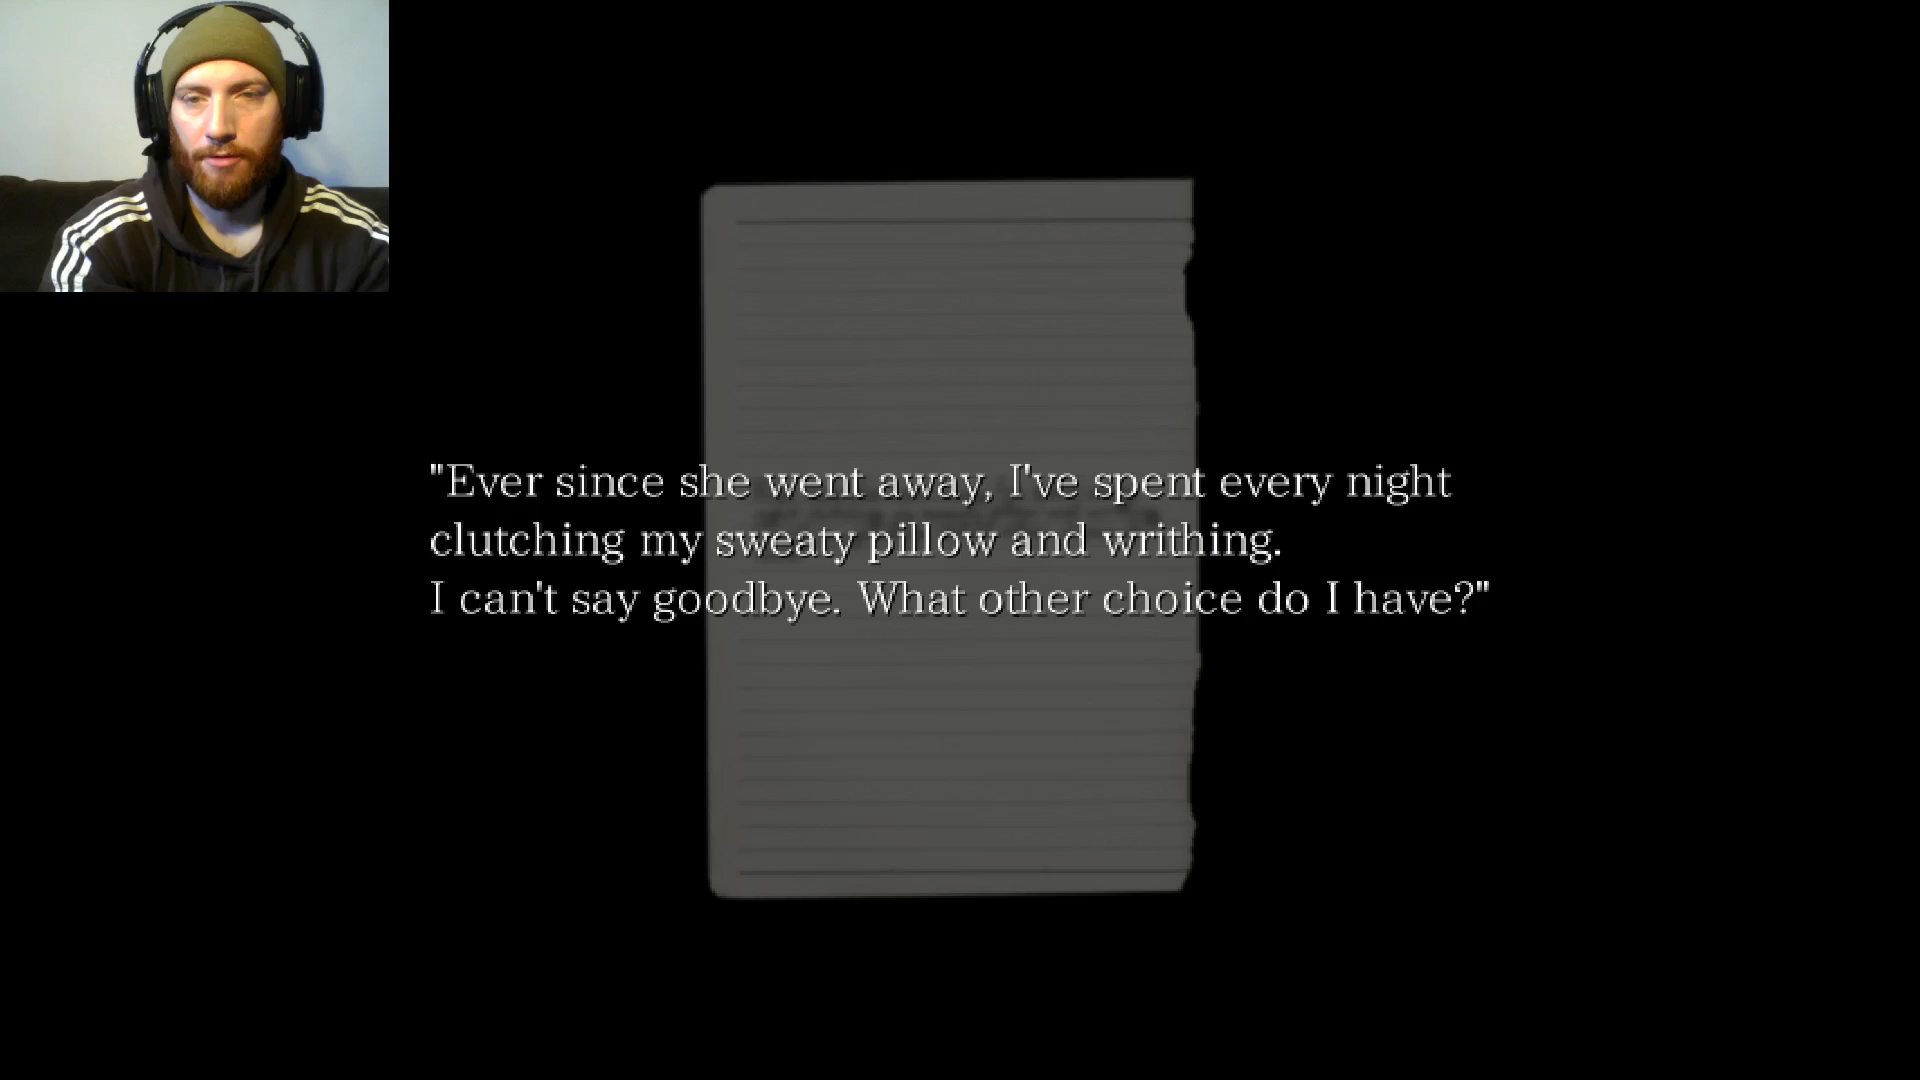 "Ever since she went away, I've spent every night
clutching my sweaty pillow and writhing.
I can't say goodbye. What other choice do I have?"